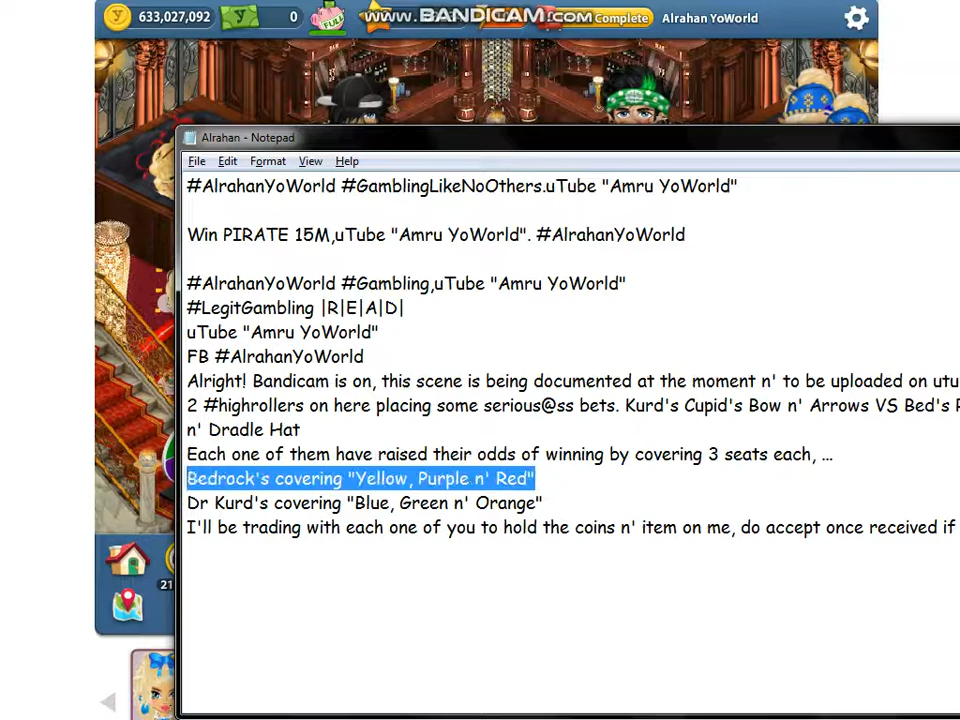 633,027,092
0
FULL
www.BANDICAM.com
Complete
Alrahan YoWorld
Alrahan - Notepad
File Edit Format View Help
#AlrahanYoWorld #GamblingLikeNoOthers.uTube "Amru YoWorld"
Win PIRATE 15M,uTube "Amru YoWorld". #AlrahanYoWorld
#AlrahanYoWorld #Gambling,uTube "Amru YoWorld"
#LegitGambling |R|E|A|D|
uTube "Amru YoWorld"
FB #AlrahanYoWorld
Alright! Bandicam is on, this scene is being documented at the moment n' to be uploaded on utu
2 #highrollers on here placing some serious@ss bets. Kurd's Cupid's Bow n' Arrows VS Bed's
n' Dradle Hat
Each one of them have raised their odds of winning by covering 3 seats each, ...
Bedrock's covering "Yellow, Purple n' Red"
Dr Kurd's covering "Blue, Green n' Orange"
I'll be trading with each one of you to hold the coins n' item on me, do accept once received if
21